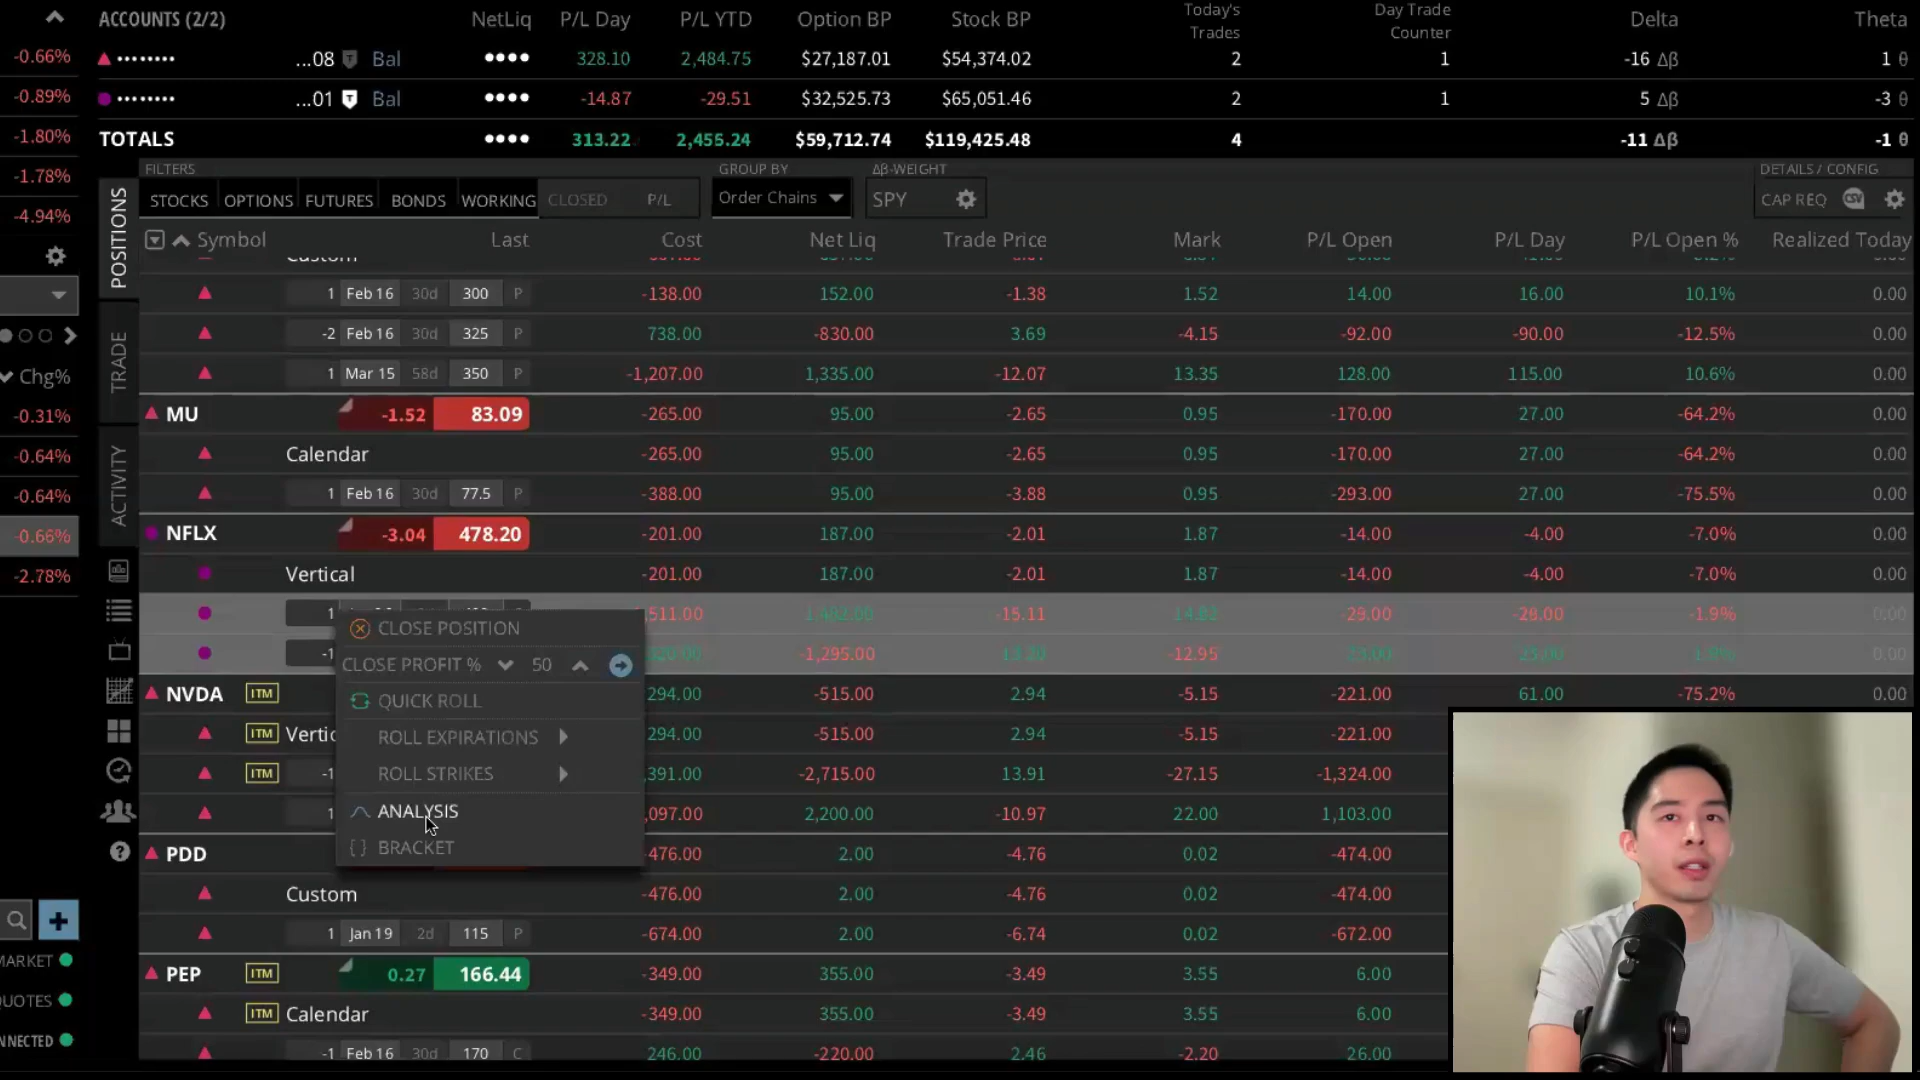 ACCOUNTS (2/2) NetLiq P/L Day P/L YTD Option BP Stock BP Today's Trades Day Trade Counter Delta Theta
-0.66% •••••••• ...08 T Bal •••• 328.10 2,484.75 $27,187.01 $54,374.02 2 1 -16 Δβ 1 θ
-0.89% •••••••• ...01 T Bal •••• -14.87 -29.51 $32,525.73 $65,051.46 2 1 5 Δβ -3 θ
-1.80% TOTALS •••• 313.22 2,455.24 $59,712.74 $119,425.48 4 -11 Δβ -1 θ
-1.78% FILTERS GROUP BY Δβ-WEIGHT DETAILS / CONFIG
-4.94% STOCKS OPTIONS FUTURES BONDS WORKING CLOSED P/L Order Chains SPY CAP REQ CSV
POSITIONS
Symbol Last Cost Net Liq Trade Price Mark P/L Open P/L Day P/L Open % Realized Today
Custom
1 Feb 16 30d 300 P -138.00 152.00 -1.38 1.52 14.00 16.00 10.1% 0.00
TRADE
-2 Feb 16 30d 325 P 738.00 -830.00 3.69 -4.15 -92.00 -90.00 -12.5% 0.00
Chg% 1 Mar 15 58d 350 P -1,207.00 1,335.00 -12.07 13.35 128.00 115.00 10.6% 0.00
-0.31% MU -1.52 83.09 -265.00 95.00 -2.65 0.95 -170.00 27.00 -64.2% 0.00
-0.64% Calendar -265.00 95.00 -2.65 0.95 -170.00 27.00 -64.2% 0.00
ACTIVITY
-0.64% 1 Feb 16 30d 77.5 P -388.00 95.00 -3.88 0.95 -293.00 27.00 -75.5% 0.00
-0.66% NFLX -3.04 478.20 -201.00 187.00 -2.01 1.87 -14.00 -4.00 -7.0% 0.00
-2.78% Vertical -201.00 187.00 -2.01 1.87 -14.00 -4.00 -7.0% 0.00
1 511.00 -15.11 -29.00 -28.00 -1.9% 0.00
-1 -1,295.00 -12.95 0.00
CLOSE POSITION
CLOSE PROFIT % 50
QUICK ROLL
ROLL EXPIRATIONS
ROLL STRIKES
ANALYSIS
BRACKET
NVDA ITM 294.00 -515.00 2.94 -5.15 -221.00 61.00 -75.2% 0.00
ITM Vertic 294.00 -515.00 2.94 -5.15 -221.00
ITM -1 391.00 -2,715.00 13.91 -27.15 -1,324.00
1 ,097.00 2,200.00 -10.97 22.00 1,103.00
PDD -476.00 2.00 -4.76 0.02 -474.00
Custom -476.00 2.00 -4.76 0.02 -474.00
1 Jan 19 2d 115 P -674.00 2.00 -6.74 0.02 -672.00
MARKET
PEP ITM 0.27 166.44 -349.00 355.00 -3.49 3.55 6.00
QUOTES
ITM Calendar -349.00 355.00 -3.49 3.55 6.00
NNECTED
-1 Feb 16 30d 170 C 246.00 -220.00 2.46 -2.20 26.00